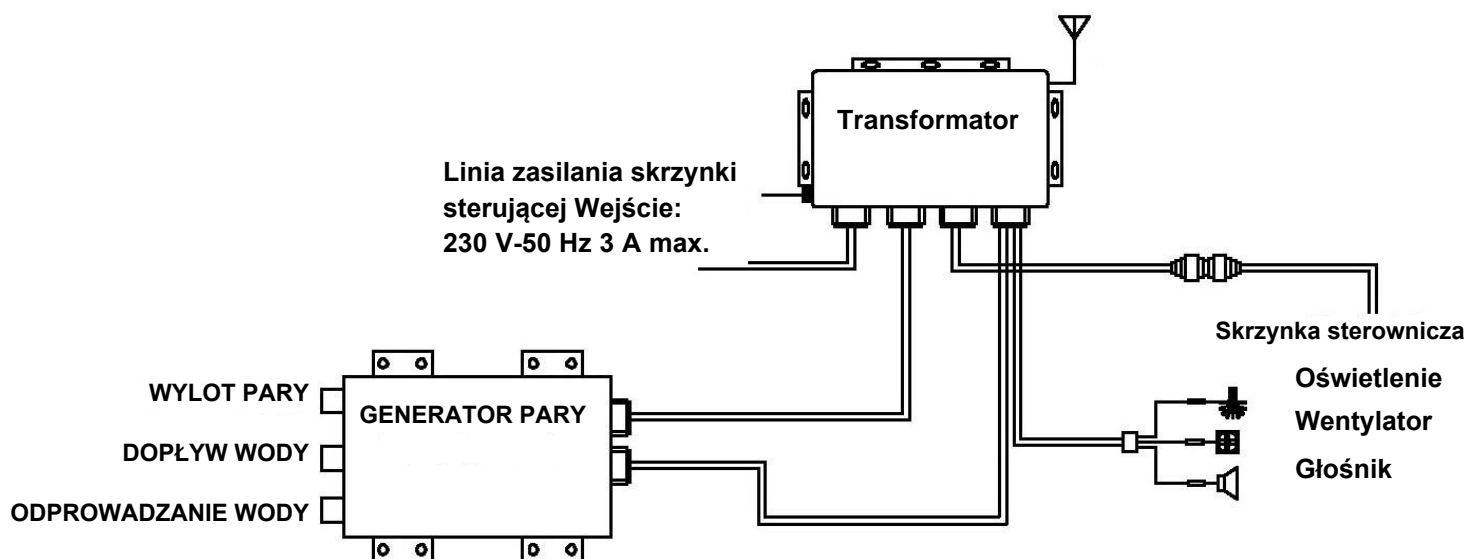 Transformator
Linia zasilania skrzynki
sterującej Wejście:
230 V-50 Hz 3 A max.
Skrzynka sterownicza
Oświetlenie
Wentylator
Głośnik
WYLOT PARY
GENERATOR PARY
DOPŁYW WODY
ODPROWADZANIE WODY